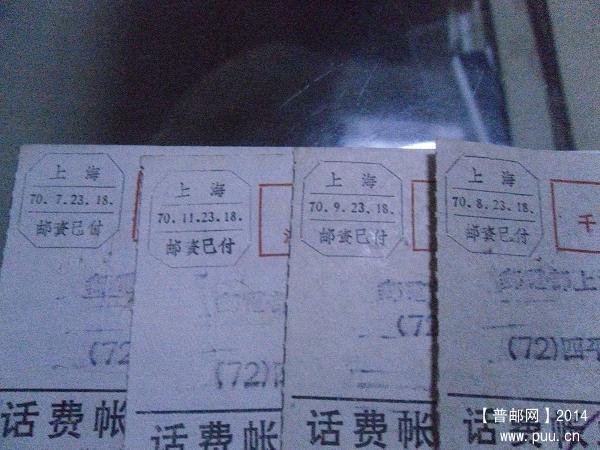 上 海
70. 7. 23. 18.
邮资已付
(72
话费帐
上 海
70. 11. 23. 18.
邮资已付
(72)
话费帐
上 海
70. 9. 23. 18.
邮资已付
(72
话费帐
上 海
70. 8. 23. 18.
邮资已付
千
上
(72)四平
话费帐
【普邮网】2014
www.puu.cn